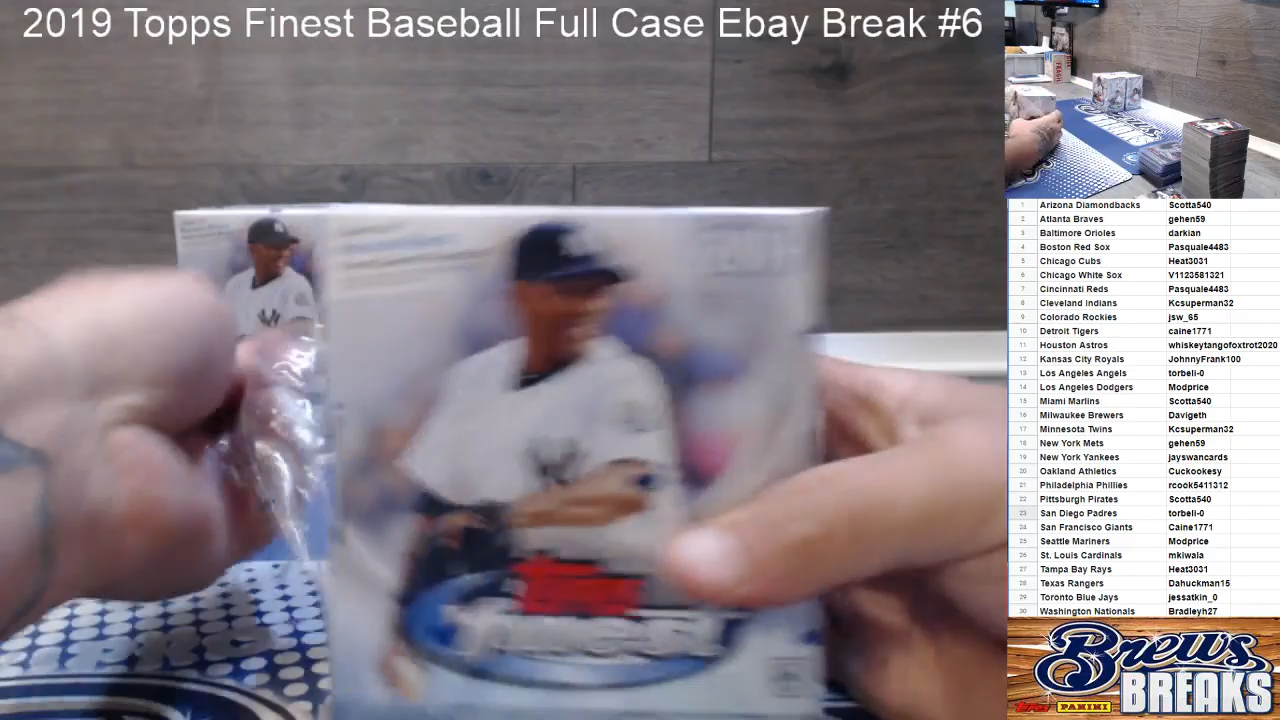 2019 Topps Finest Baseball Full Case Ebay Break #6
1 Arizona Diamondbacks Scotta540
2 Atlanta Braves gehen59
3 Baltimore Orioles darkian
4 Boston Red Sox Pasquale4483
5 Chicago Cubs Heat3031
6 Chicago White Sox V1123581321
7 Cincinnati Reds Pasquale4483
8 Cleveland Indians Kcsuperman32
9 Colorado Rockies jsw_65
10 Detroit Tigers caine1771
11 Houston Astros whiskeytangofoxtrot2020
12 Kansas City Royals JohnnyFrank100
13 Los Angeles Angels torbeli-0
14 Los Angeles Dodgers Modprice
15 Miami Marlins Scotta540
16 Milwaukee Brewers Davigeth
17 Minnesota Twins Kcsuperman32
18 New York Mets gehen59
19 New York Yankees jayswancards
20 Oakland Athletics Cuckookesy
21 Philadelphia Phillies rcook5411312
22 Pittsburgh Pirates Scotta540
23 San Diego Padres torbeli-0
24 San Francisco Giants Caine1771
25 Seattle Mariners Modprice
26 St. Louis Cardinals mkiwala
27 Tampa Bay Rays Heat3031
28 Texas Rangers Dahuckman15
29 Toronto Blue Jays jessatkin_0
30 Washington Nationals Bradleyh27
Topps
FINEST
Brews
BREAKS
Topps PANINI